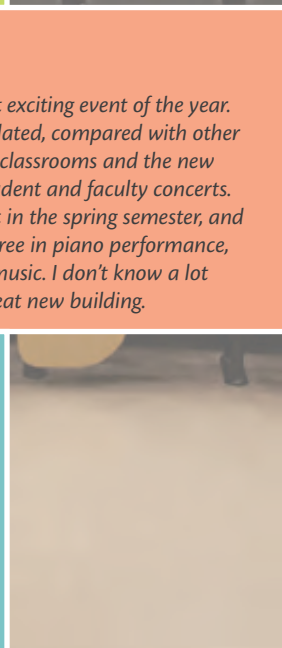 exciting event of the year.
lated, compared with other
classrooms and the new
dent and faculty concerts.
in the spring semester, and
ree in piano performance,
music. I don't know a lot
eat new building.